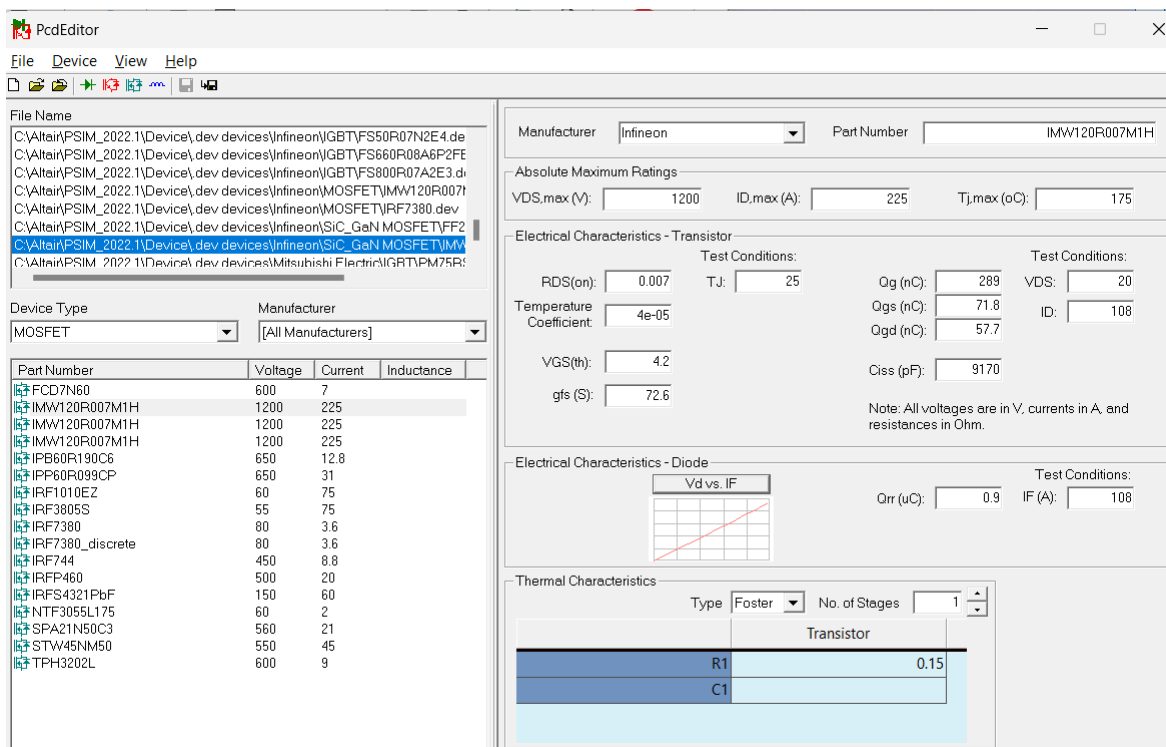 PcdEditor
File Device View Help
File Name
C:\Altair\PSIM_2022.1\Device\.dev devices\Infineon\IGBT\FS50R07N2E4.de
C:\Altair\PSIM_2022.1\Device\.dev devices\Infineon\IGBT\FS660R08A6P2FE
C:\Altair\PSIM_2022.1\Device\.dev devices\Infineon\IGBT\FS800R07A2E3.d
C:\Altair\PSIM_2022.1\Device\.dev devices\Infineon\MOSFET\IMW120R007
C:\Altair\PSIM_2022.1\Device\.dev devices\Infineon\MOSFET\IRF7380.dev
C:\Altair\PSIM_2022.1\Device\.dev devices\Infineon\SiC_GaN MOSFET\FF2
C:\Altair\PSIM_2022.1\Device\.dev devices\Infineon\SiC_GaN MOSFET\IMW
C:\Altair\PSIM_2022.1\Device\.dev devices\Mitsubishi Electric\IGBT\PM75R
Device Type Manufacturer
MOSFET [All Manufacturers]
Part Number Voltage Current Inductance
FCD7N60 600 7
IMW120R007M1H 1200 225
IMW120R007M1H 1200 225
IMW120R007M1H 1200 225
IPB60R190C6 650 12.8
IPP60R099CP 650 31
IRF1010EZ 60 75
IRF3805S 55 75
IRF7380 80 3.6
IRF7380_discrete 80 3.6
IRF744 450 8.8
IRFP460 500 20
IRFS4321PbF 150 60
NTF3055L175 60 2
SPA21N50C3 560 21
STW45NM50 550 45
TPH3202L 600 9
Manufacturer Infineon Part Number IMW120R007M1H
Absolute Maximum Ratings
VDS,max (V): 1200 ID,max (A): 225 Tj,max (oC): 175
Electrical Characteristics - Transistor
Test Conditions: Test Conditions:
RDS(on): 0.007 TJ: 25 Qg (nC): 289 VDS: 20
Temperature Coefficient: 4e-05 Qgs (nC): 71.8 ID: 108
Qgd (nC): 57.7
VGS(th): 4.2 Ciss (pF): 9170
gfs (S): 72.6
Note: All voltages are in V, currents in A, and
resistances in Ohm.
Electrical Characteristics - Diode
Vd vs. IF Test Conditions:
Qrr (uC): 0.9 IF (A): 108
Thermal Characteristics
Type Foster No. of Stages 1
Transistor
R1 0.15
C1